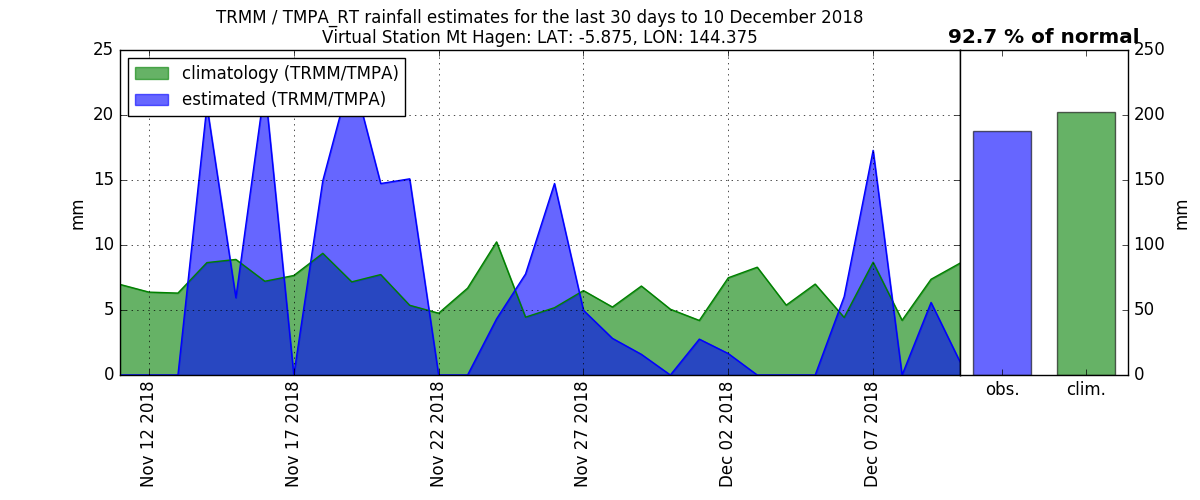 TRMM / TMPA_RT rainfall estimates for the last 30 days to 10 December 2018
Virtual Station Mt Hagen: LAT: -5.875, LON: 144.375
92.7 % of normal
climatology (TRMM/TMPA)
estimated (TRMM/TMPA)
25
20
15
10
5
0
mm
Nov 12 2018
Nov 17 2018
Nov 22 2018
Nov 27 2018
Dec 02 2018
Dec 07 2018
250
200
150
100
50
0
mm
obs.
clim.